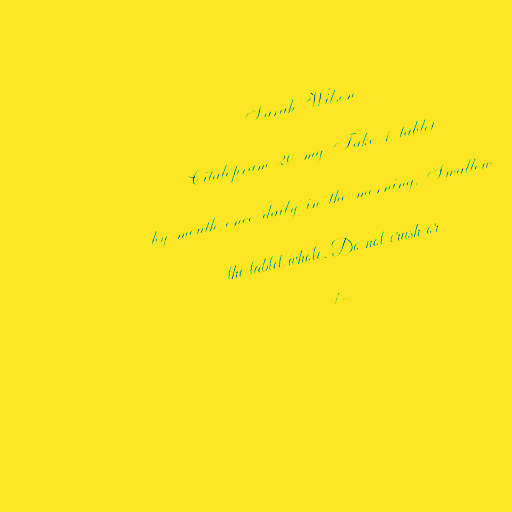 Sarah Wilson
Citalopram 20 mg Take 1 tablet
by mouth once daily in the morning. Swallow
the tablet whole. Do not crush or